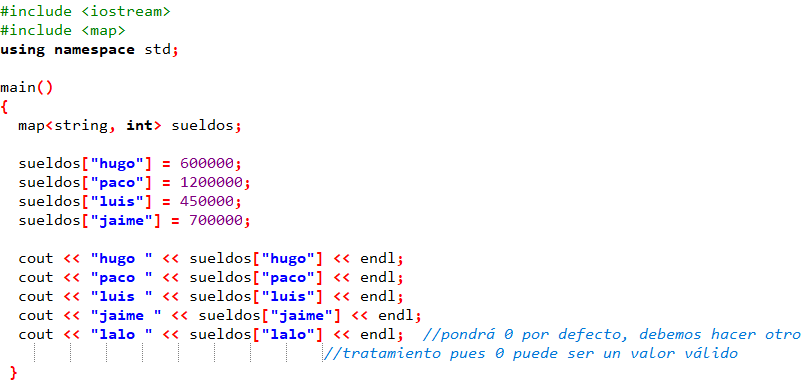 #include <iostream>
#include <map>
using namespace std;
main()
{
map<string, int> sueldos;
sueldos["hugo"] = 600000;
sueldos["paco"] = 1200000;
sueldos["luis"] = 450000;
sueldos["jaime"] = 700000;
cout << "hugo " << sueldos["hugo"] << endl;
cout << "paco " << sueldos["paco"] << endl;
cout << "luis " << sueldos["luis"] << endl;
cout << "jaime " << sueldos["jaime"] << endl;
cout << "lalo " << sueldos["lalo"] << endl;  //pondrá 0 por defecto, debemos hacer otro
//tratamiento pues 0 puede ser un valor válido
}